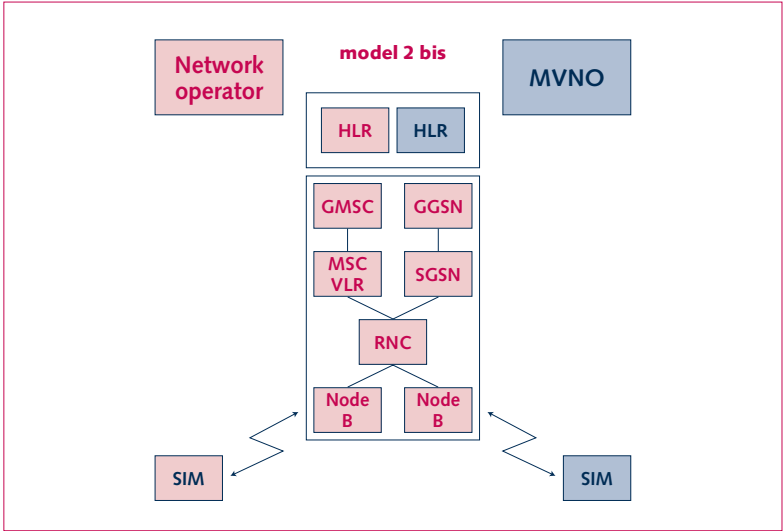 model 2 bis
Network
operator
MVNO
HLR
HLR
GMSC
GGSN
MSC
VLR
SGSN
RNC
Node
B
Node
B
SIM
SIM